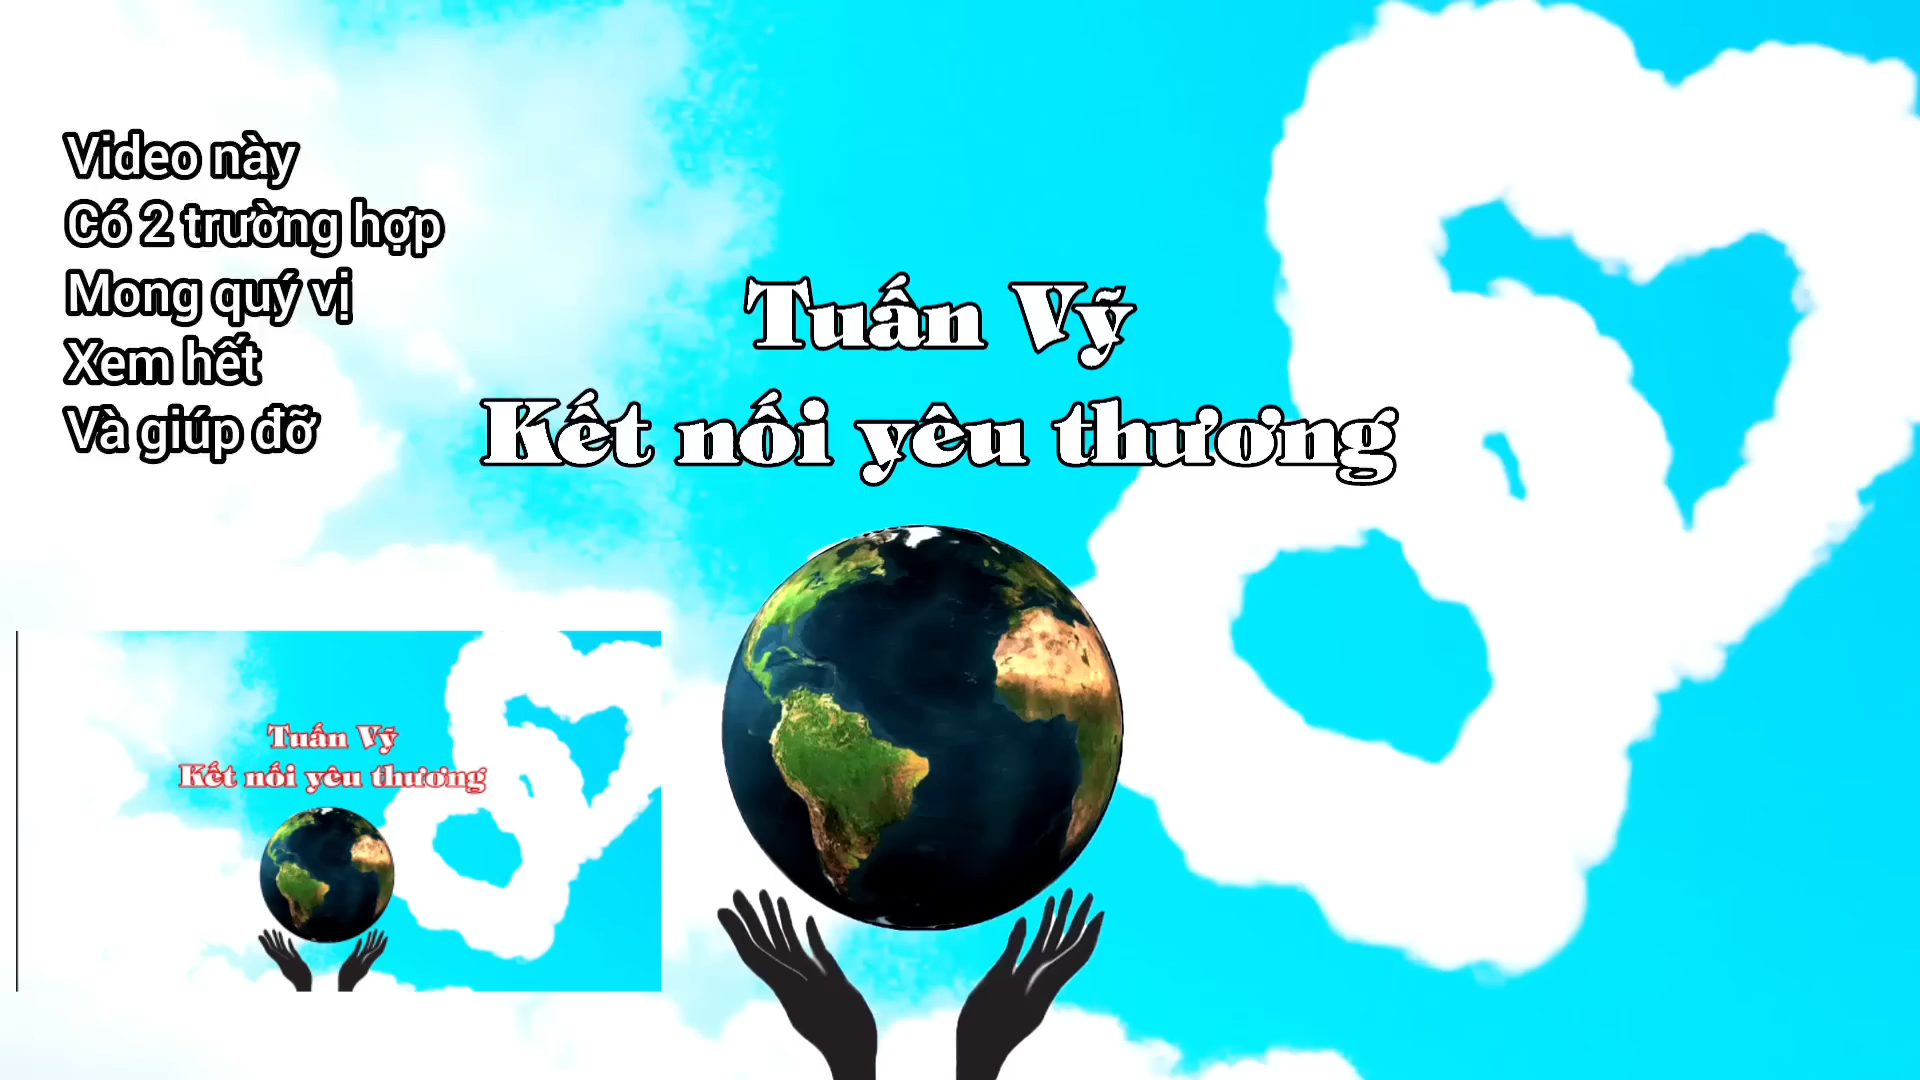 Video này
Có 2 trường hợp
Mong quý vị
Xem hết
Và giúp đỡ
Tuấn Vỹ
Kết nối yêu thương
Tuấn Vỹ
Kết nối yêu thương